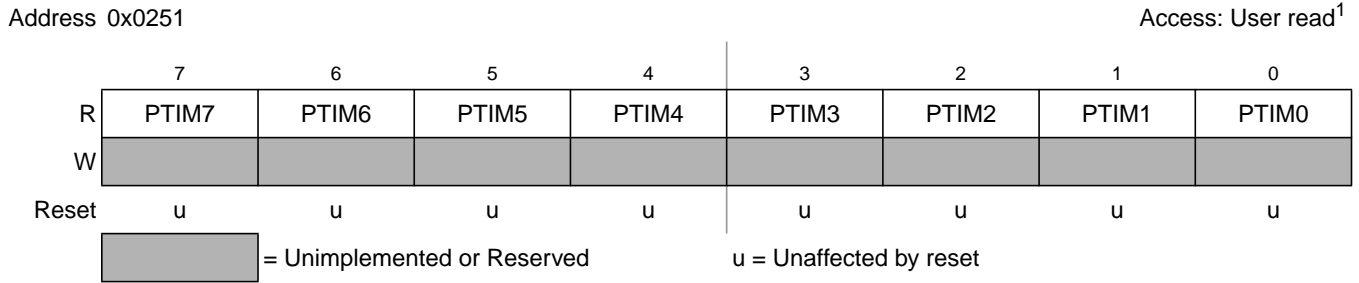 Address 0x0251 Access: User read1
7 6 5 4 3 2 1 0
R PTIM7 PTIM6 PTIM5 PTIM4 PTIM3 PTIM2 PTIM1 PTIM0
W
Reset u u u u u u u u
= Unimplemented or Reserved u = Unaffected by reset